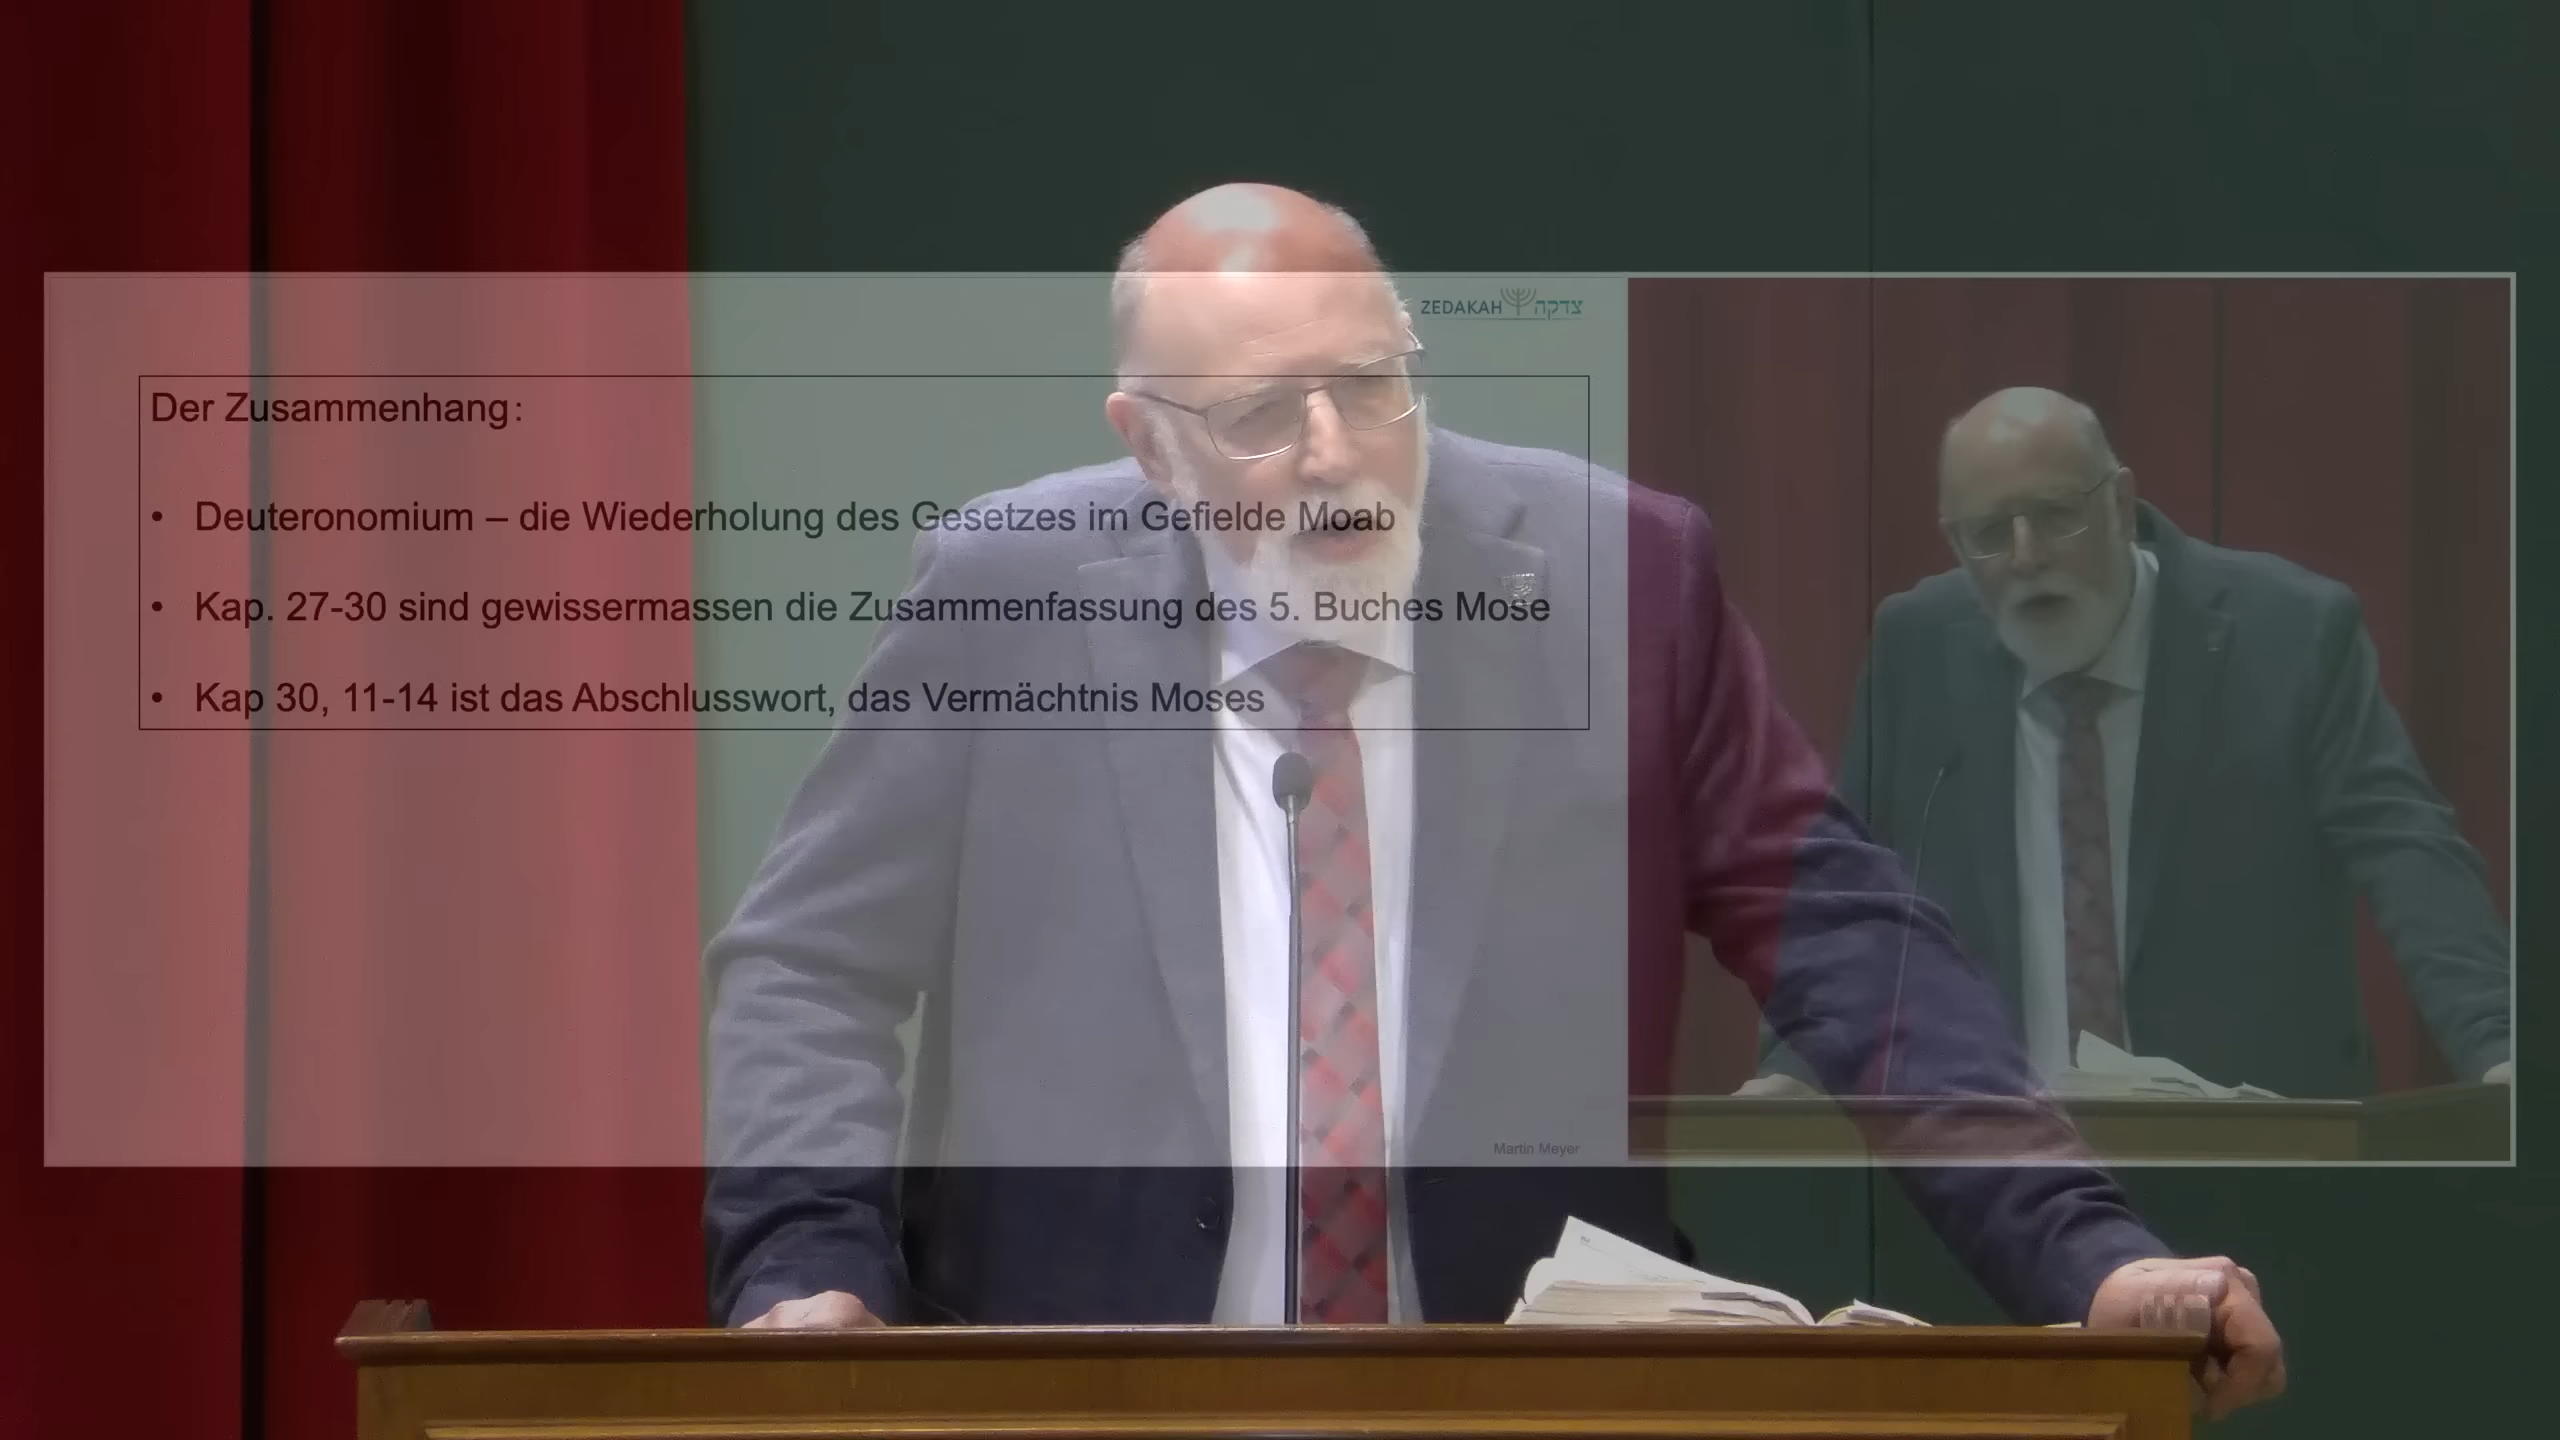 ZEDAKAH צדקה
Der Zusammenhang:
• Deuteronomium – die Wiederholung des Gesetzes im Gefielde Moab
• Kap. 27-30 sind gewissermassen die Zusammenfassung des 5. Buches Mose
• Kap 30, 11-14 ist das Abschlusswort, das Vermächtnis Moses
Martin Meyer